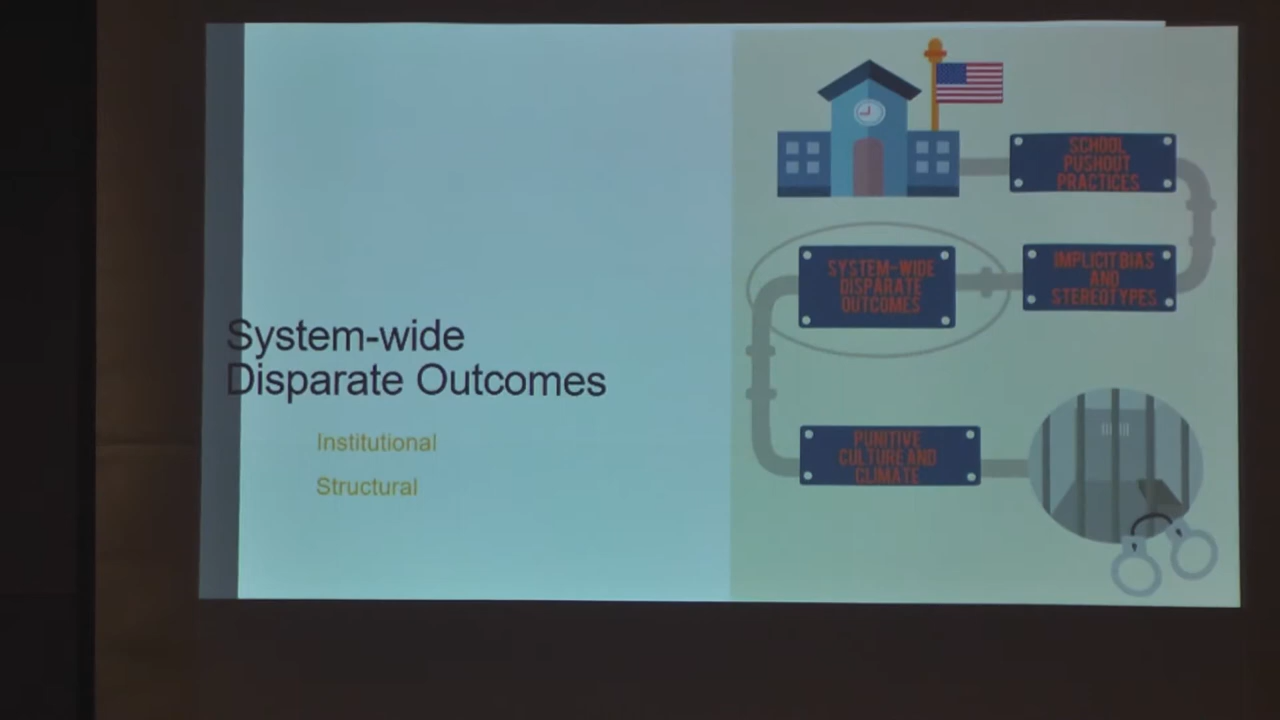 System-wide
Disparate Outcomes
Institutional
Structural
SCHOOL
PUSHOUT
PRACTICES
IMPLICIT BIAS
AND
STEREOTYPES
SYSTEM-WIDE
DISPARATE
OUTCOMES
PUNITIVE
CULTURE AND
CLIMATE